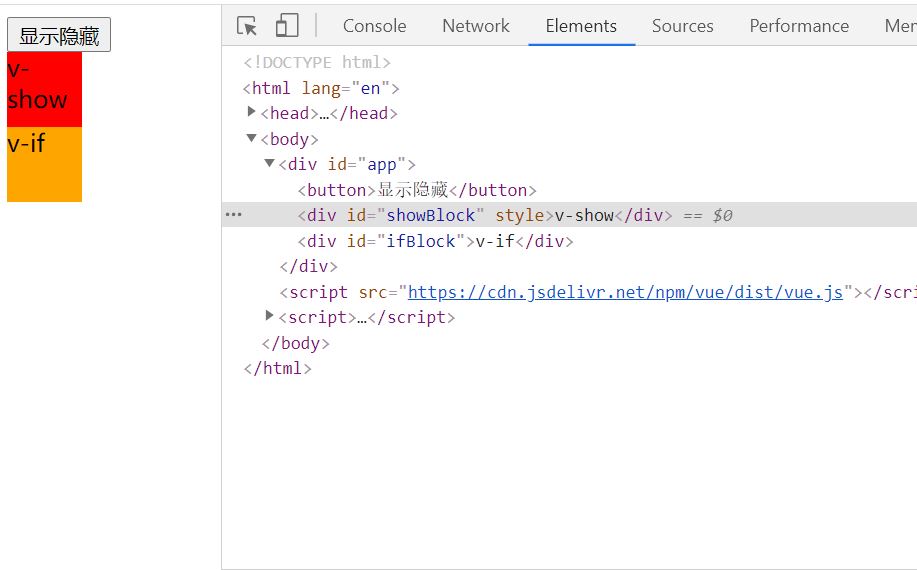 显示隐藏
v-
show
v-if
Console Network Elements Sources Performance Mer
<!DOCTYPE html>
<html lang="en">
<head>…</head>
<body>
<div id="app">
<button>显示隐藏</button>
<div id="showBlock" style>v-show</div> == $0
<div id="ifBlock">v-if</div>
</div>
<script src="https://cdn.jsdelivr.net/npm/vue/dist/vue.js"></scri
<script>…</script>
</body>
</html>